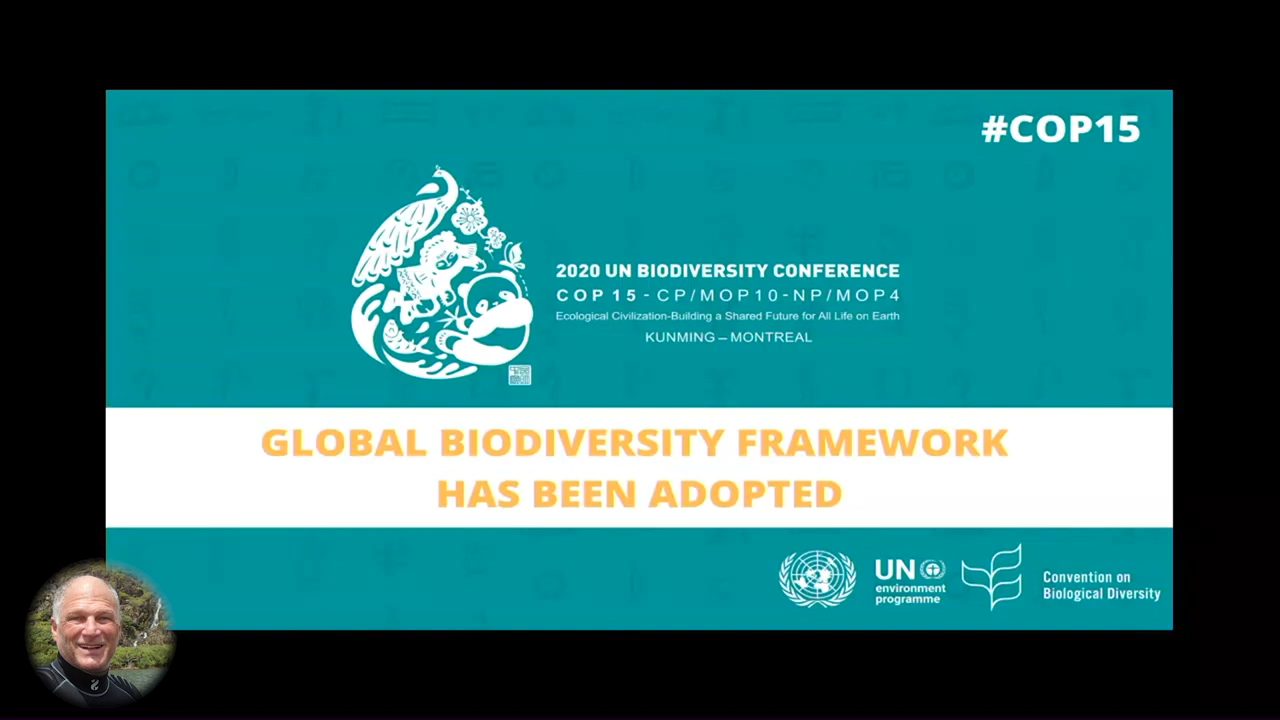 #COP15
2020 UN BIODIVERSITY CONFERENCE
COP 15 - CP/MOP10-NP/MOP4
Ecological Civilization-Building a Shared Future for All Life on Earth
KUNMING – MONTREAL
GLOBAL BIODIVERSITY FRAMEWORK
HAS BEEN ADOPTED
UN
environment
programme
Convention on
Biological Diversity